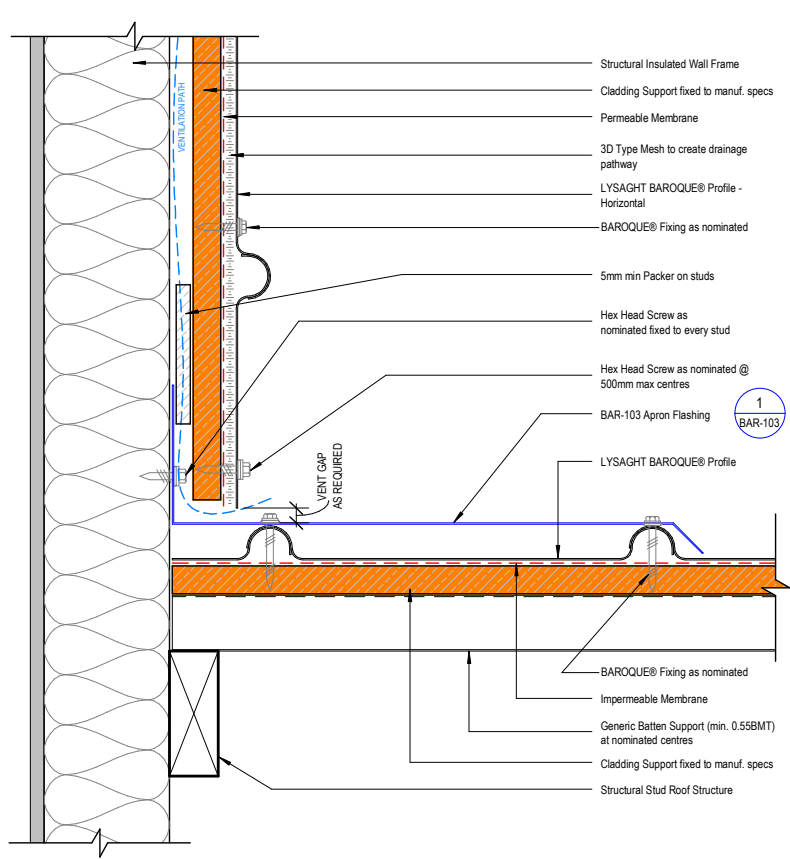 Structural Insulated Wall Frame
Cladding Support fixed to manuf. specs
VENTILATION PATH
Permeable Membrane
3D Type Mesh to create drainage
pathway
LYSAGHT BAROQUE® Profile -
Horizontal
BAROQUE® Fixing as nominated
5mm min Packer on studs
Hex Head Screw as
nominated fixed to every stud
Hex Head Screw as nominated @
500mm max centres
BAR-103 Apron Flashing
1
BAR-103
LYSAGHT BAROQUE® Profile
VENT GAP
AS REQUIRED
BAROQUE® Fixing as nominated
Impermeable Membrane
Generic Batten Support (min. 0.55BMT)
at nominated centres
Cladding Support fixed to manuf. specs
Structural Stud Roof Structure